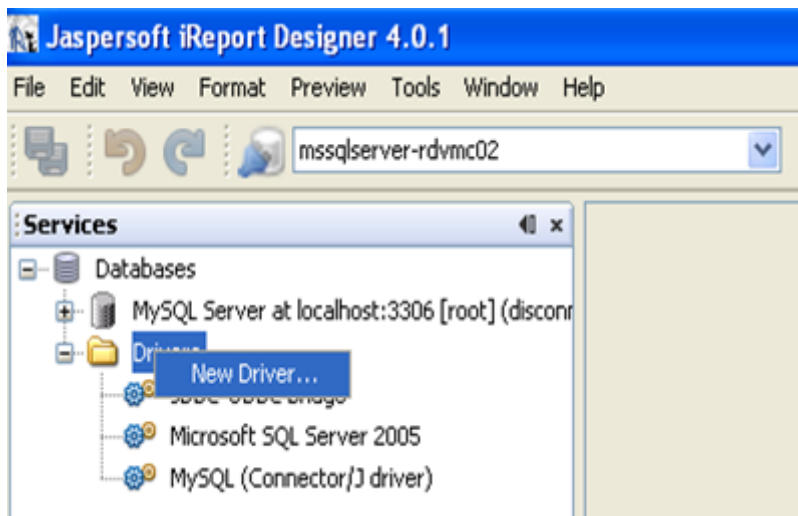 Jaspersoft iReport Designer 4.0.1
File Edit View Format Preview Tools Window Help
mssqlserver-rdvmc02
Services
Databases
MySQL Server at localhost:3306 [root] (disconn
Drivers
New Driver...
Microsoft SQL Server 2005
MySQL (Connector/J driver)